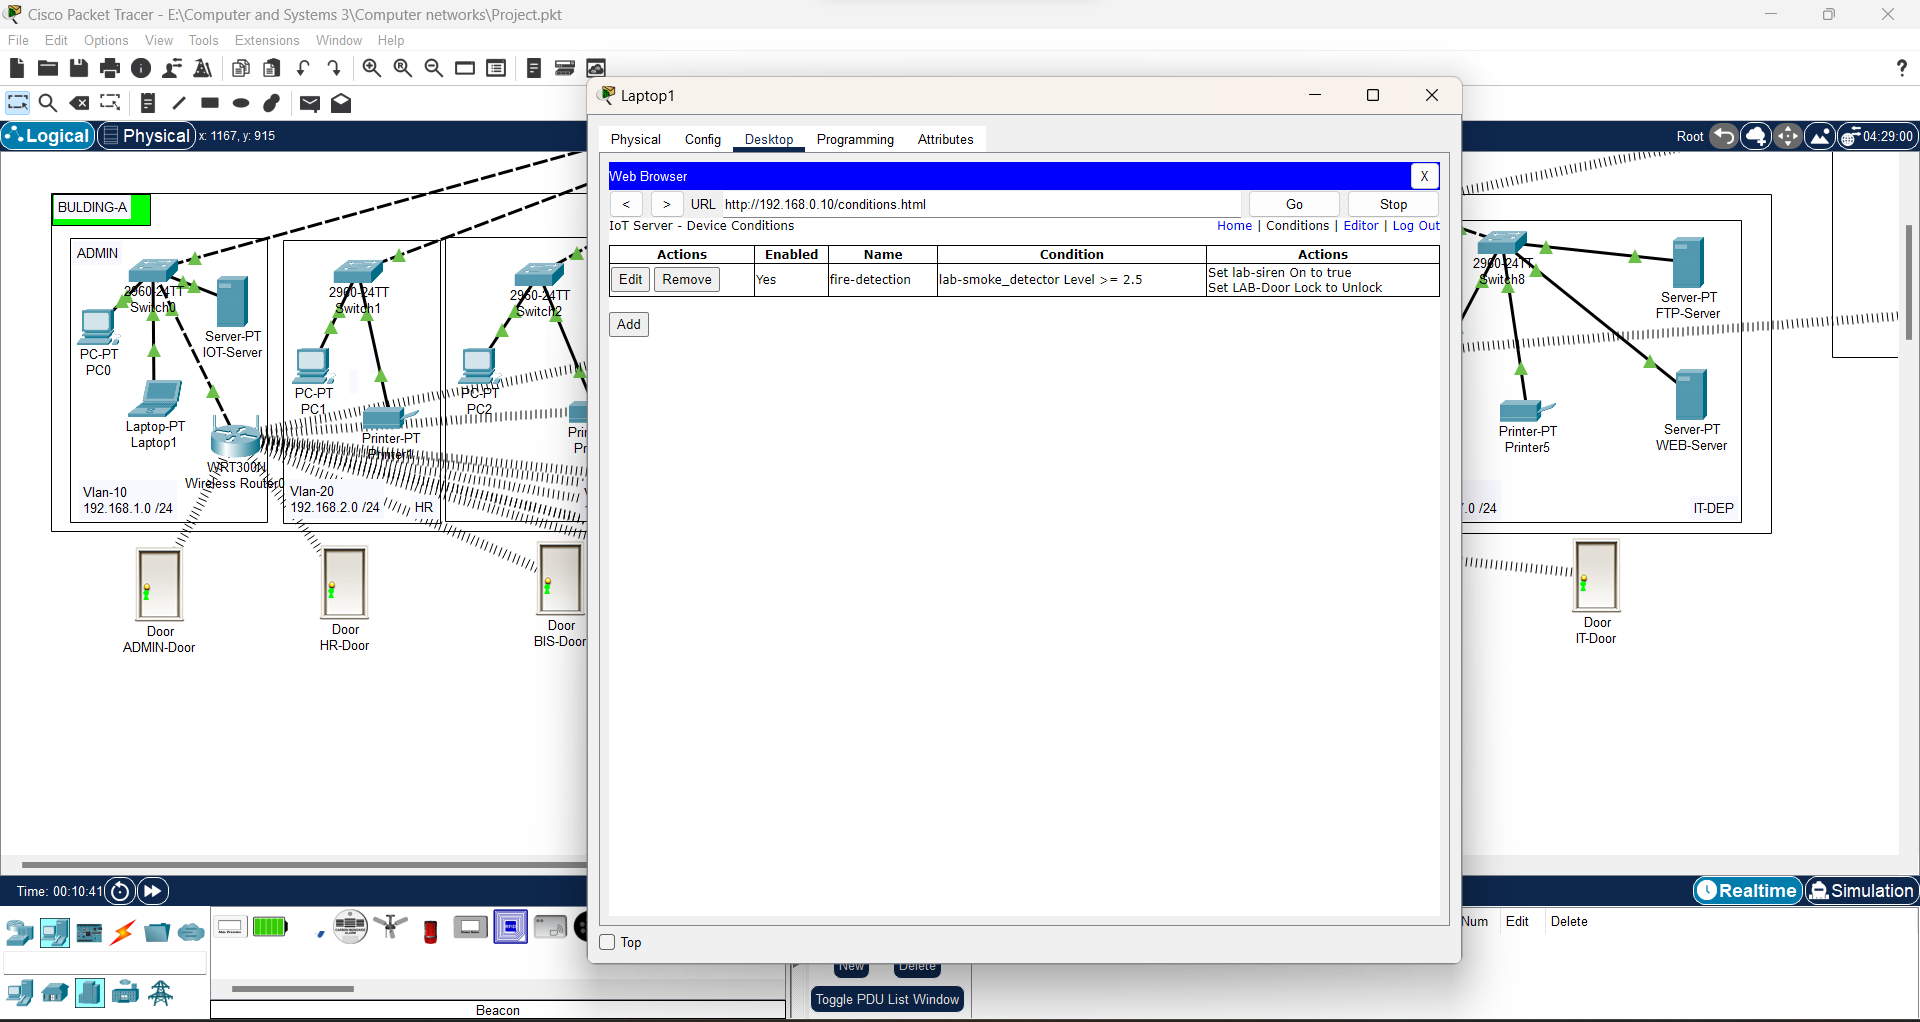 Cisco Packet Tracer - E:\Computer and Systems 3\Computer networks\Project.pkt
File Edit Options View Tools Extensions Window Help
?
Logical Physical x: 1167, y: 915
Root 04:29:00
BULDING-A
ADMIN
2960-24TT
Switch0
PC-PT
PC0
Server-PT
IOT-Server
Laptop-PT
Laptop1
WRT300N
Wireless Router0
Vlan-10
192.168.1.0 /24
2960-24TT
Switch1
PC-PT
PC1
Printer-PT
Printer1
Vlan-20
192.168.2.0 /24 HR
2960-24TT
Switch2
PC-PT
PC2
Prin
Pr
Door
ADMIN-Door
Door
HR-Door
Door
BIS-Door
Laptop1
Physical Config Desktop Programming Attributes
Web Browser X
< > URL http://192.168.0.10/conditions.html Go Stop
IoT Server - Device Conditions Home | Conditions | Editor | Log Out
Actions Enabled Name Condition Actions
Edit Remove Yes fire-detection lab-smoke_detector Level >= 2.5 Set lab-siren On to true
Set LAB-Door Lock to Unlock
Add
Top
2960-24TT
Switch8
Server-PT
FTP-Server
Printer-PT
Printer5
Server-PT
WEB-Server
.0 /24 IT-DEP
Door
IT-Door
Time: 00:10:41
Realtime Simulation
Num Edit Delete
New Delete
Toggle PDU List Window
Beacon